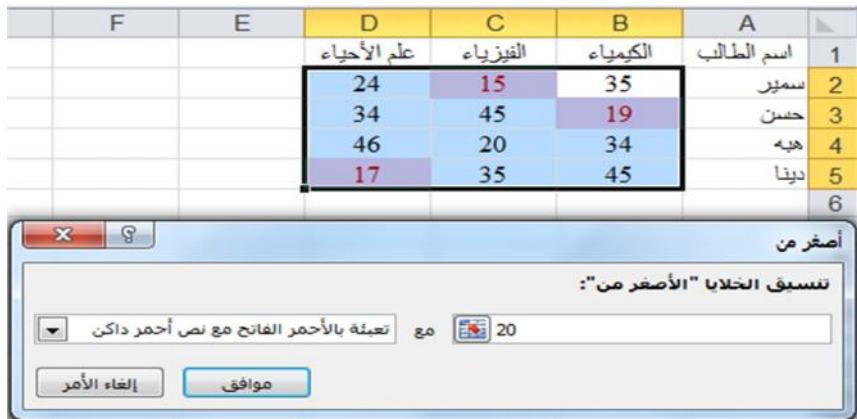 A B C D E F
1 اسم الطالب الكيمياء الفيزياء علم الأحياء
2 سمير 35 15 24
3 حسن 19 45 34
4 هبه 34 20 46
5 دينا 45 35 17
6
أصغر من
تنسيق الخلايا "الأصغر من":
20 مع تعبئة بالأحمر الفاتح مع نص أحمر داكن
موافق إلغاء الأمر